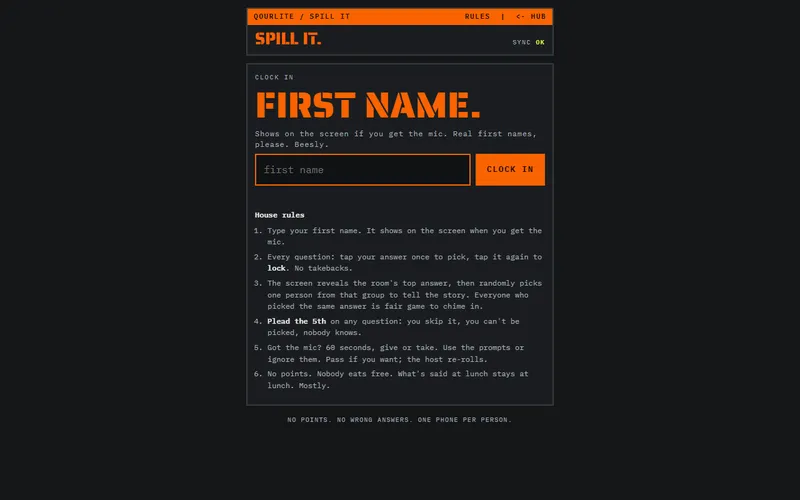 QOURLITE / SPILL IT
RULES | <- HUB
SPILL IT.
SYNC OK
CLOCK IN
FIRST NAME.
Shows on the screen if you get the mic. Real first names,
please. Beesly.
first name
CLOCK IN
House rules
1. Type your first name. It shows on the screen when you get the
mic.
2. Every question: tap your answer once to pick, tap it again to
lock. No takebacks.
3. The screen reveals the room's top answer, then randomly picks
one person from that group to tell the story. Everyone who
picked the same answer is fair game to chime in.
4. Plead the 5th on any question: you skip it, you can't be
picked, nobody knows.
5. Got the mic? 60 seconds, give or take. Use the prompts or
ignore them. Pass if you want; the host re-rolls.
6. No points. Nobody eats free. What's said at lunch stays at
lunch. Mostly.
NO POINTS. NO WRONG ANSWERS. ONE PHONE PER PERSON.